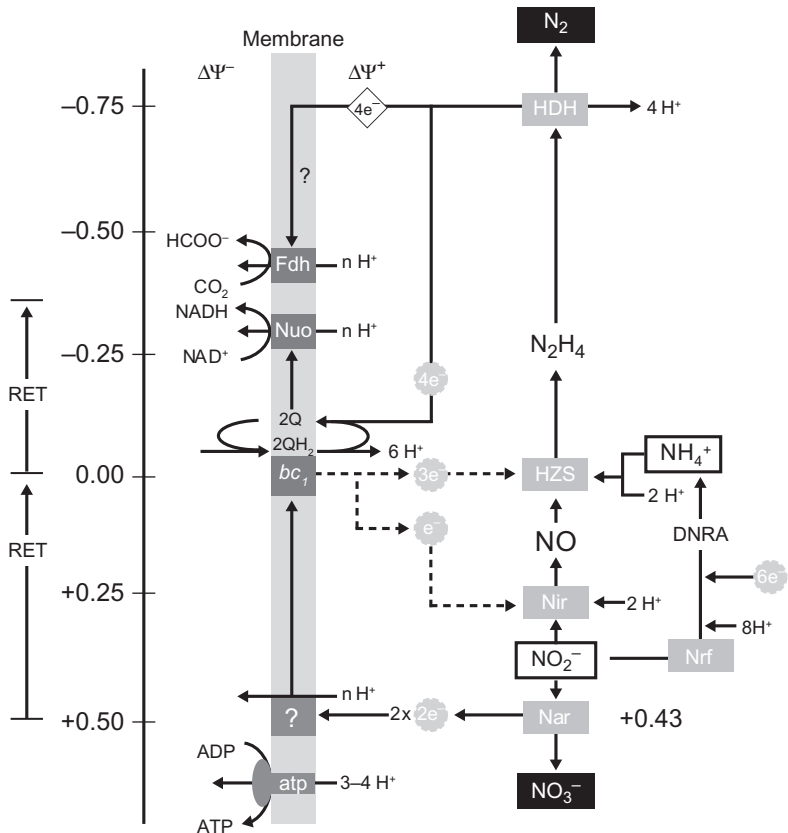 N₂
Membrane
ΔΨ⁻
ΔΨ⁺
–0.75
4e⁻
HDH
4 H⁺
?
–0.50
HCOO⁻
Fdh
n H⁺
CO₂
NADH
Nuo
n H⁺
–0.25
NAD⁺
N₂H₄
RET
4e⁻
2Q
2QH₂
6 H⁺
NH₄⁺
0.00
bc₁
3e⁻
HZS
2 H⁺
e⁻
NO
DNRA
RET
6e⁻
+0.25
Nir
2 H⁺
8H⁺
NO₂⁻
Nrf
n H⁺
+0.50
?
2x
2e⁻
Nar
+0.43
ADP
atp
3–4 H⁺
NO₃⁻
ATP